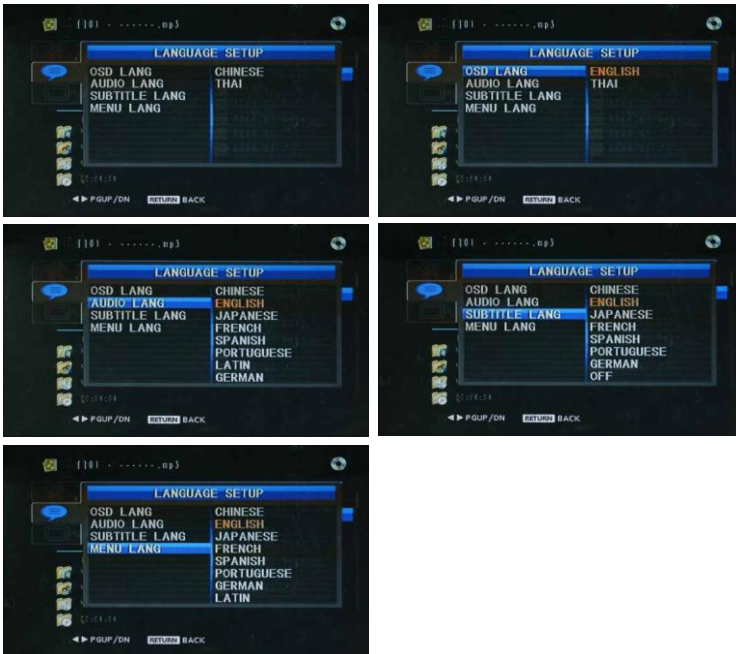 .mp3
LANGUAGE SETUP
OSD LANG CHINESE
AUDIO LANG THAI
SUBTITLE LANG
MENU LANG
PGUP/DN RETURN BACK
.mp3
LANGUAGE SETUP
OSD LANG ENGLISH
AUDIO LANG THAI
SUBTITLE LANG
MENU LANG
PGUP/DN RETURN BACK
.mp3
LANGUAGE SETUP
OSD LANG CHINESE
AUDIO LANG ENGLISH
SUBTITLE LANG JAPANESE
MENU LANG FRENCH
SPANISH
PORTUGUESE
LATIN
GERMAN
PGUP/DN RETURN BACK
.mp3
LANGUAGE SETUP
OSD LANG CHINESE
AUDIO LANG ENGLISH
SUBTITLE LANG JAPANESE
MENU LANG FRENCH
SPANISH
PORTUGUESE
GERMAN
OFF
PGUP/DN RETURN BACK
.mp3
LANGUAGE SETUP
OSD LANG CHINESE
AUDIO LANG ENGLISH
SUBTITLE LANG JAPANESE
MENU LANG FRENCH
SPANISH
PORTUGUESE
GERMAN
LATIN
PGUP/DN RETURN BACK